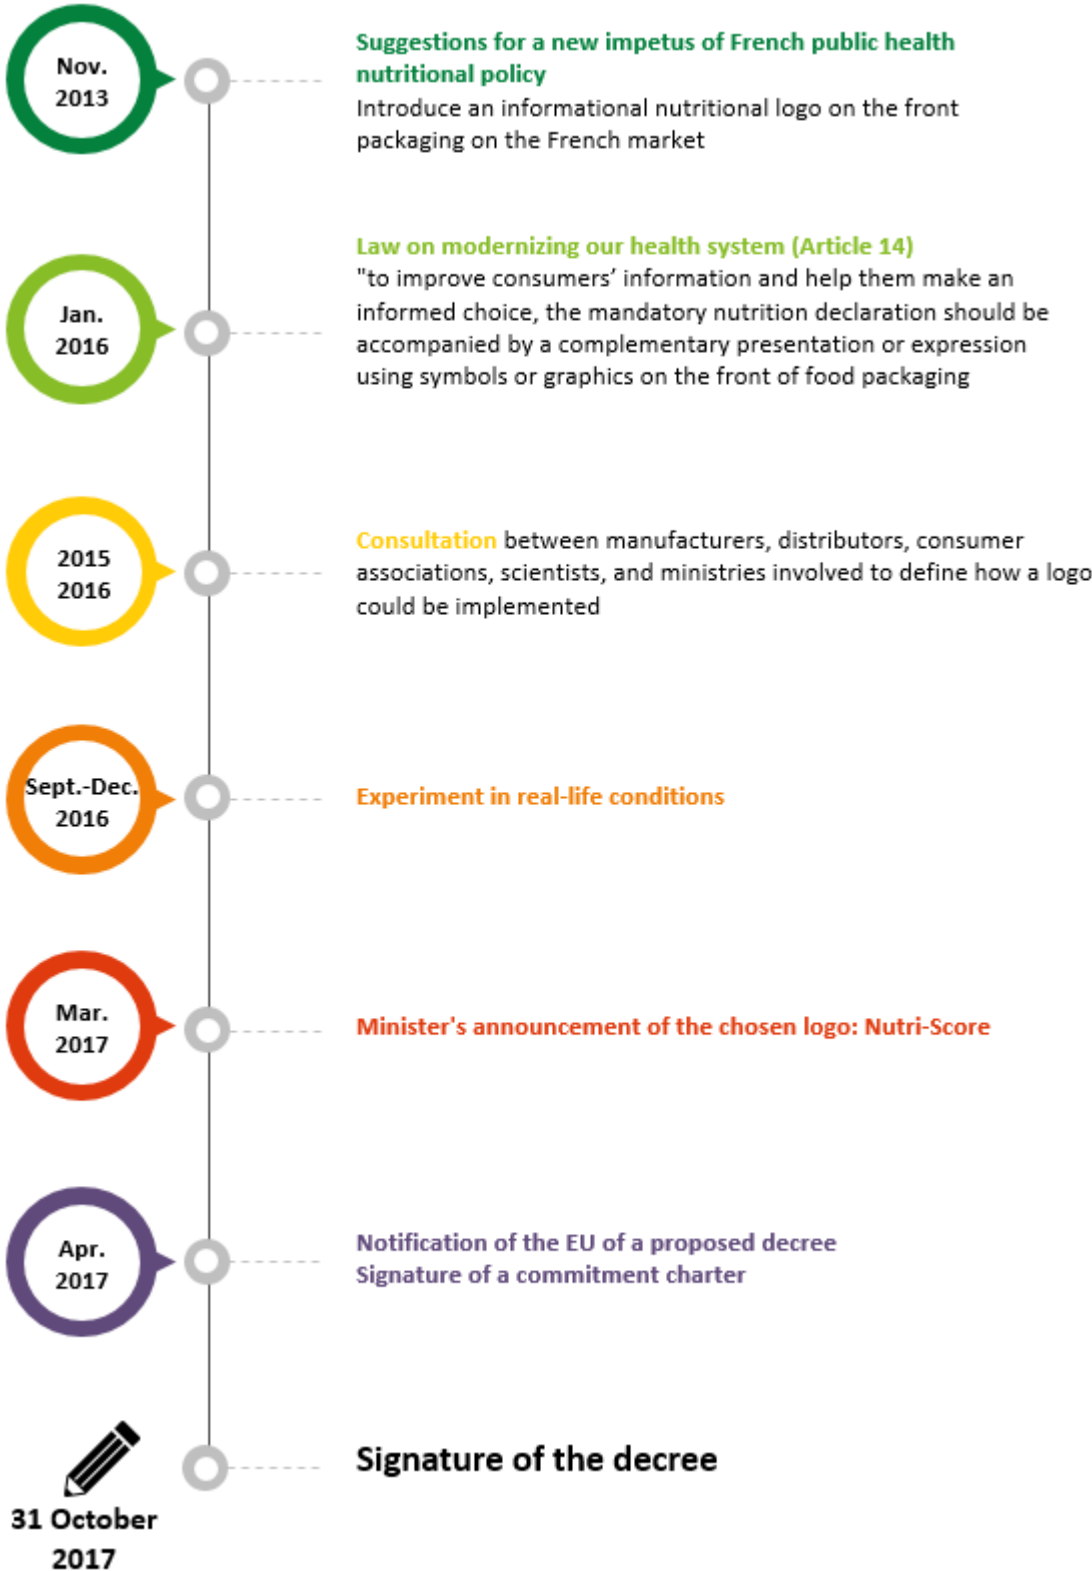 Nov.
2013
Suggestions for a new impetus of French public health
nutritional policy
Introduce an informational nutritional logo on the front
packaging on the French market
Jan.
2016
Law on modernizing our health system (Article 14)
"to improve consumers’ information and help them make an
informed choice, the mandatory nutrition declaration should be
accompanied by a complementary presentation or expression
using symbols or graphics on the front of food packaging
2015
2016
Consultation between manufacturers, distributors, consumer
associations, scientists, and ministries involved to define how a logo
could be implemented
Sept.-Dec.
2016
Experiment in real-life conditions
Mar.
2017
Minister's announcement of the chosen logo: Nutri-Score
Apr.
2017
Notification of the EU of a proposed decree
Signature of a commitment charter
31 October
2017
Signature of the decree